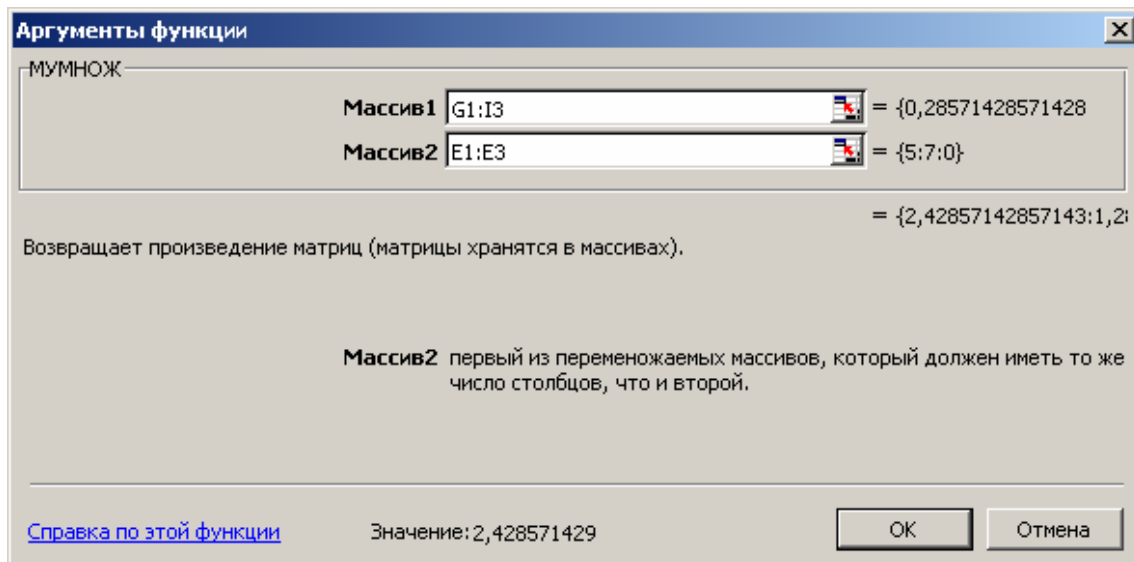 Аргументы функции
МУМНОЖ
Массив1 G1:I3 = {0,28571428571428
Массив2 E1:E3 = {5:7:0}
= {2,42857142857143:1,28
Возвращает произведение матриц (матрицы хранятся в массивах).
Массив2 первый из переменожаемых массивов, который должен иметь то же
число столбцов, что и второй.
Справка по этой функции Значение:2,428571429 OK Отмена